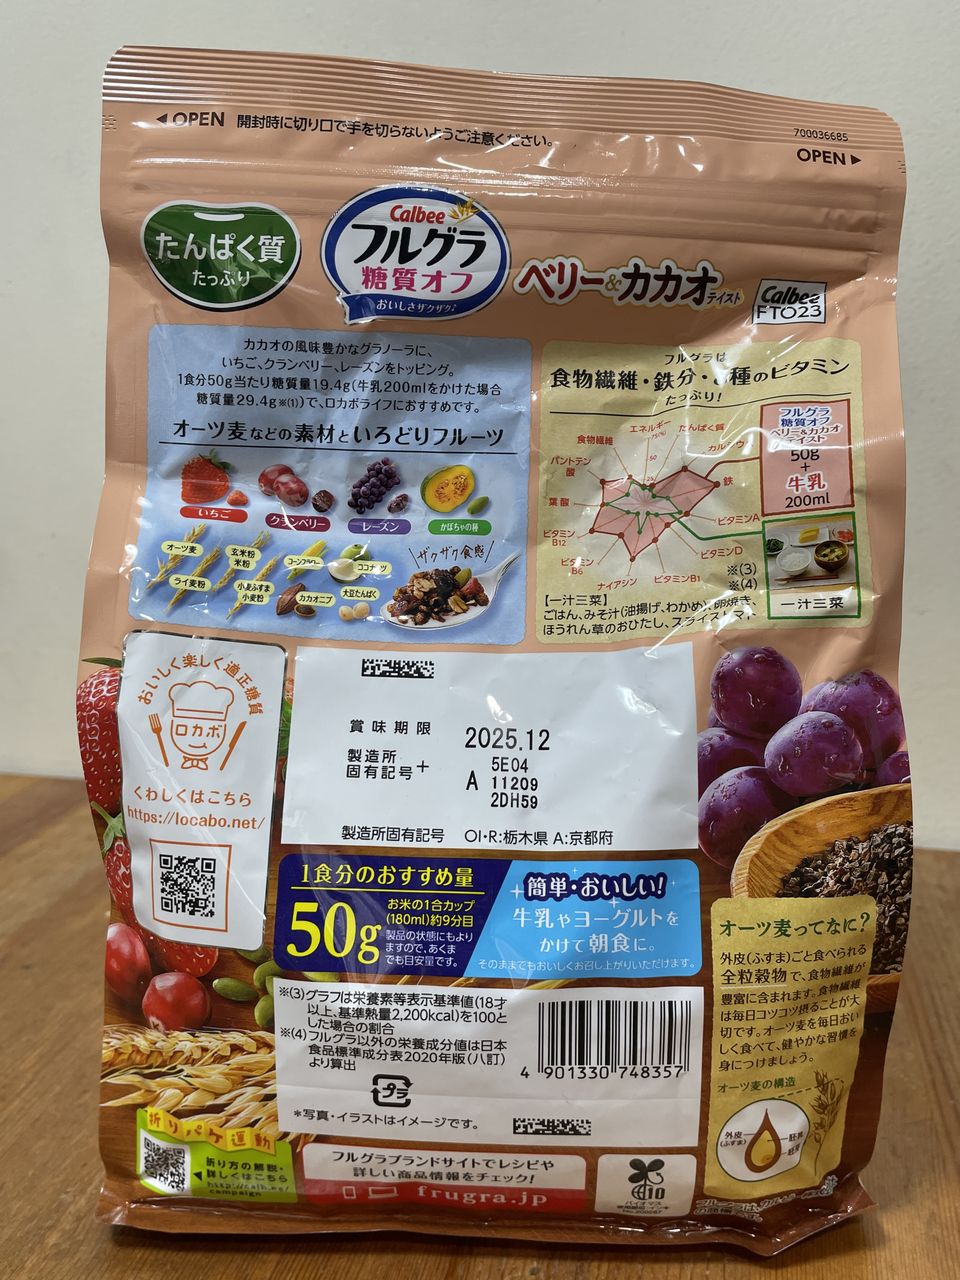 ◀OPEN 開封時に切り口で手を切らないようご注意ください。
700036685
OPEN▶
たんぱく質
たっぷり
Calbee
フルグラ
糖質オフ
おいしさザクザク♪
ベリー&カカオテイスト
Calbee
FTO23
カカオの風味豊かなグラノーラに、
いちご、クランベリー、レーズンをトッピング。
1食分50g当たり糖質量19.4g(牛乳200mlをかけた場合
糖質量29.4g※(1))で、ロカボライフにおすすめです。
オーツ麦などの素材といろどりフルーツ
いちご
クランベリー
レーズン
かぼちゃの種
オーツ麦
玄米粉
米粉
コーンフラワー
ココナッツ
ライ麦粉
小麦ふすま
小麦粉
カカオニブ
大豆たんぱく
ザクザク食感
フルグラは
食物繊維・鉄分・ 種のビタミン
たっぷり!
エネルギー
75(%)
50
25
たんぱく質
カルシウム
鉄
ビタミンA
ビタミンD
ビタミンB1
ナイアシン
ビタミン
B6
ビタミン
B12
葉酸
パントテン
酸
食物繊維
※(3)
※(4)
フルグラ
糖質オフ
ベリー&カカオ
テイスト
50g
+
牛乳
200ml
一汁三菜
【一汁三菜】
ごはん、みそ汁(油揚げ、わかめ)、卵焼き、
ほうれん草のおひたし、スライストマト
おいしく楽しく適正糖質
ロカボ
くわしくはこちら
https://locabo.net/
賞味期限
2025.12
製造所
固有記号 +
5E04
A 11209
2DH59
製造所固有記号 OI・R:栃木県 A:京都府
1食分のおすすめ量
50g
お米の1合カップ
(180ml)約9分目
製品の状態にもより
ますので、あくま
でも目安量です。
簡単・おいしい!
牛乳やヨーグルトを
かけて朝食に。
そのままでもおいしくお召し上がりいただけます。
※(3)グラフは栄養素等表示基準値(18才
以上、基準熱量2,200kcal)を100と
した場合の割合
※(4)フルグラ以外の栄養成分値は日本
食品標準成分表2020年版(八訂)
より算出
プラ
*写真・イラストはイメージです。
4 901330 748357
オーツ麦ってなに?
外皮(ふすま)ごと食べられる
全粒穀物で、食物繊維が
豊富に含まれます。食物繊維
は毎日コツコツ摂ることが大
切です。オーツ麦を毎日おい
しく食べて、健やかな習慣を
身につけましょう。
オーツ麦の構造
外皮
(ふすま)
胚乳
折りパケ運動
折り方の解説・
詳しくはこちら
campaign
フルグラブランドサイトでレシピや
詳しい商品情報をチェック!
frugra.jp
10
バイオマス